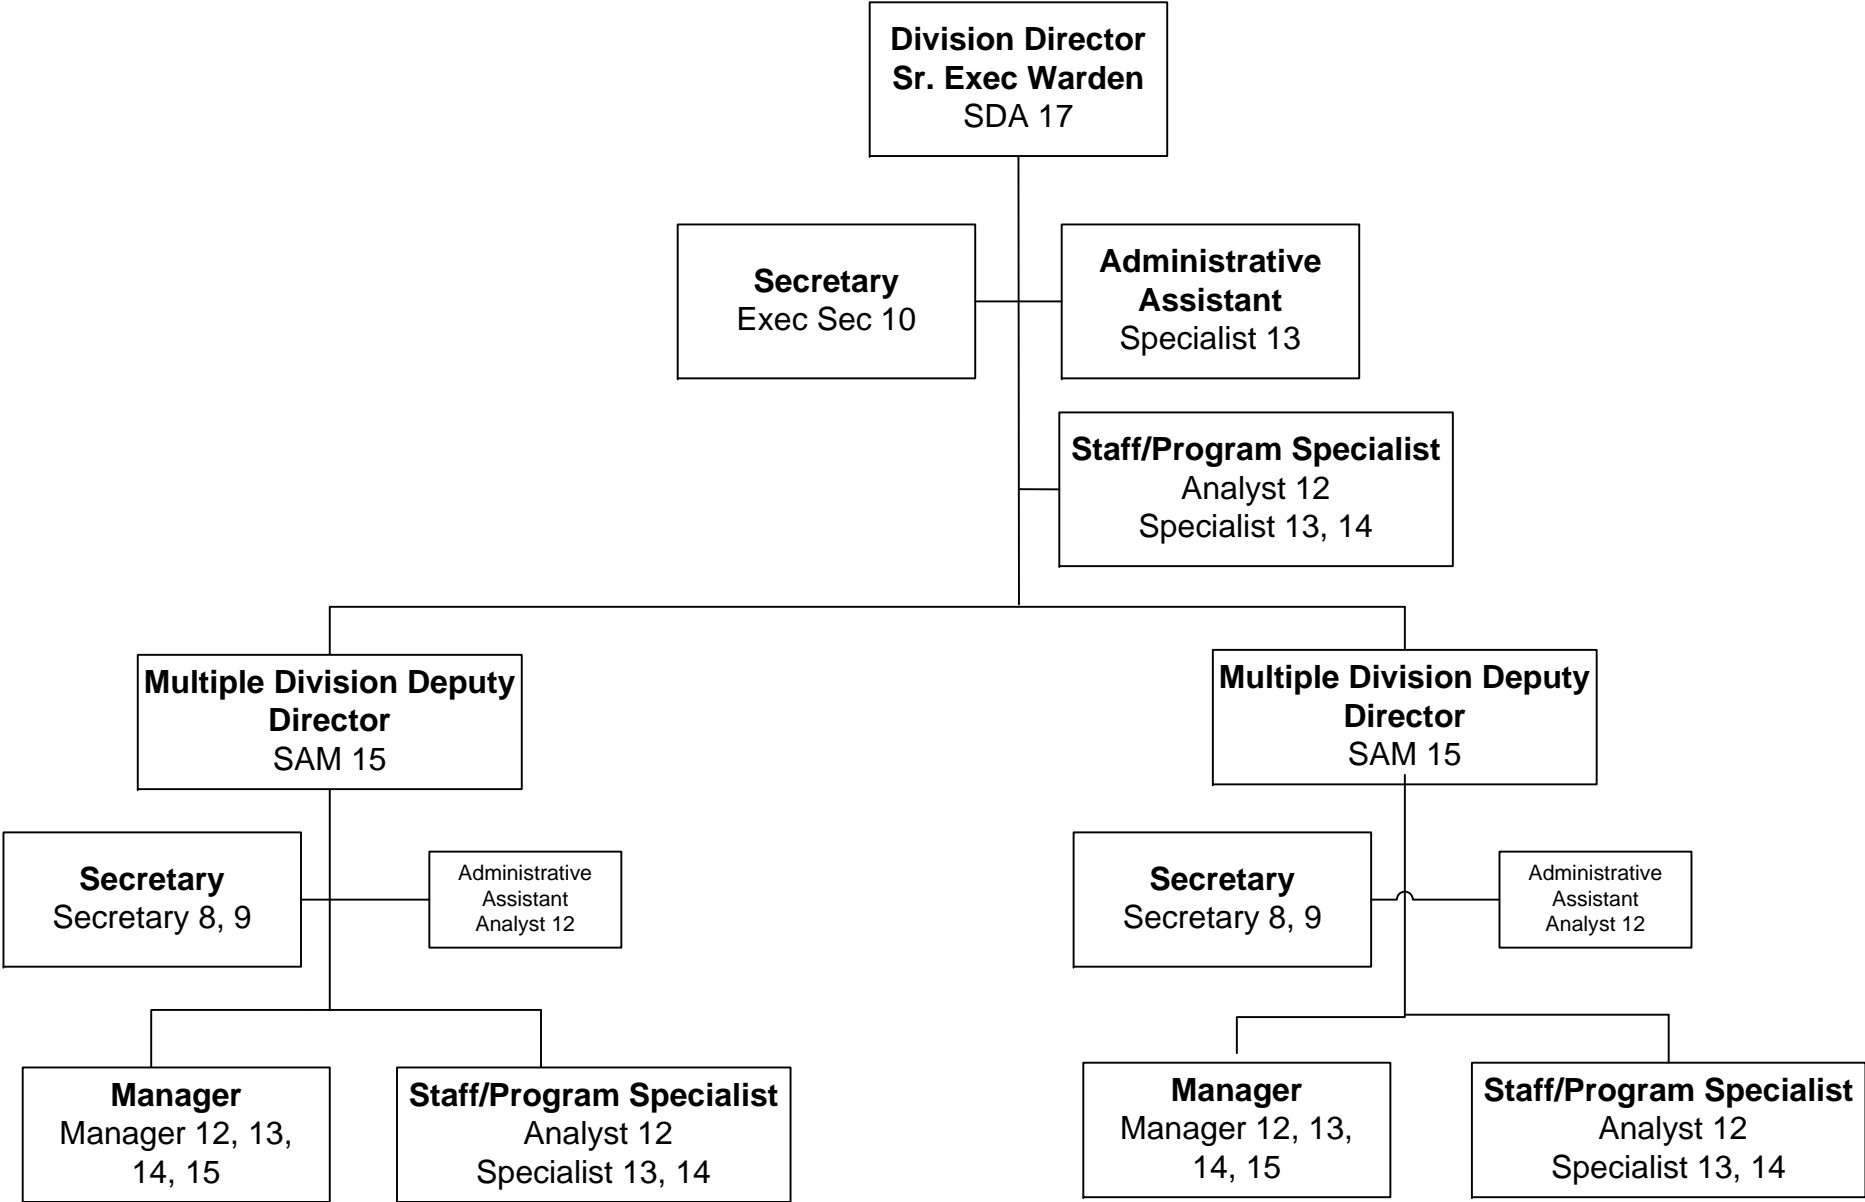 Division Director
Sr. Exec Warden
SDA 17
Secretary
Exec Sec 10
Administrative
Assistant
Specialist 13
Staff/Program Specialist
Analyst 12
Specialist 13, 14
Multiple Division Deputy
Director
SAM 15
Multiple Division Deputy
Director
SAM 15
Secretary
Secretary 8, 9
Administrative
Assistant
Analyst 12
Secretary
Secretary 8, 9
Administrative
Assistant
Analyst 12
Manager
Manager 12, 13,
14, 15
Staff/Program Specialist
Analyst 12
Specialist 13, 14
Manager
Manager 12, 13,
14, 15
Staff/Program Specialist
Analyst 12
Specialist 13, 14